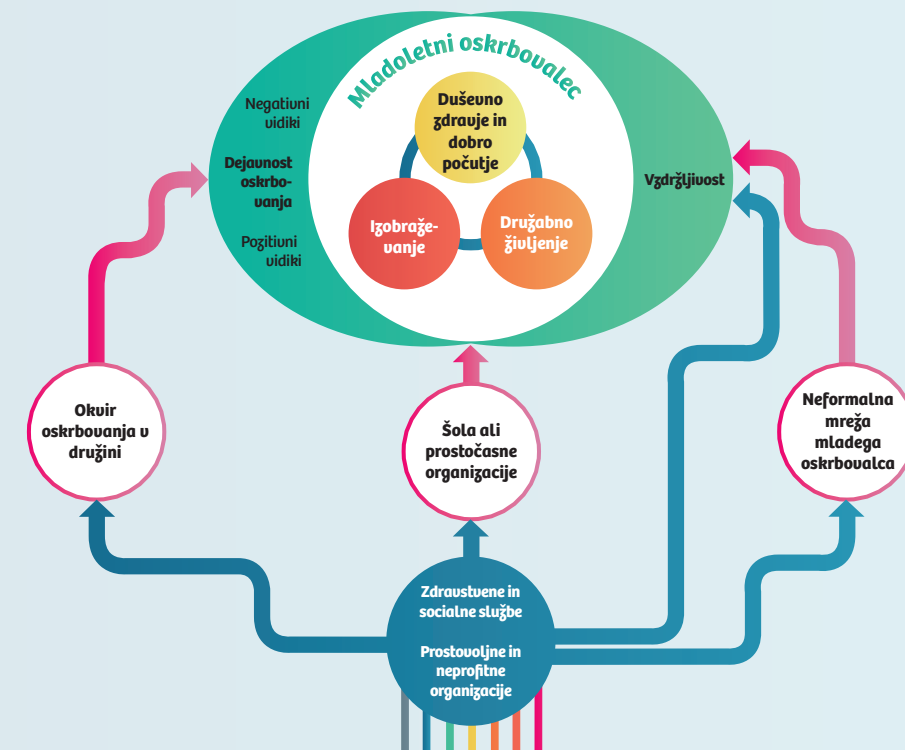 Mladoletni oskrbovalec
Duševno
zdravje in
dobro
počutje
Izobraže-
vanje
Družabno
življenje
Negativni
vidiki
Dejavnost
oskrbo-
vanja
Pozitivni
vidiki
Vzdržljivost
Okvir
oskrbovanja v
družini
Šola ali
prostočasne
organizacije
Neformalna
mreža
mladega
oskrbovalca
Zdravstvene in
socialne službe
Prostovoljne in
neprofitne
organizacije